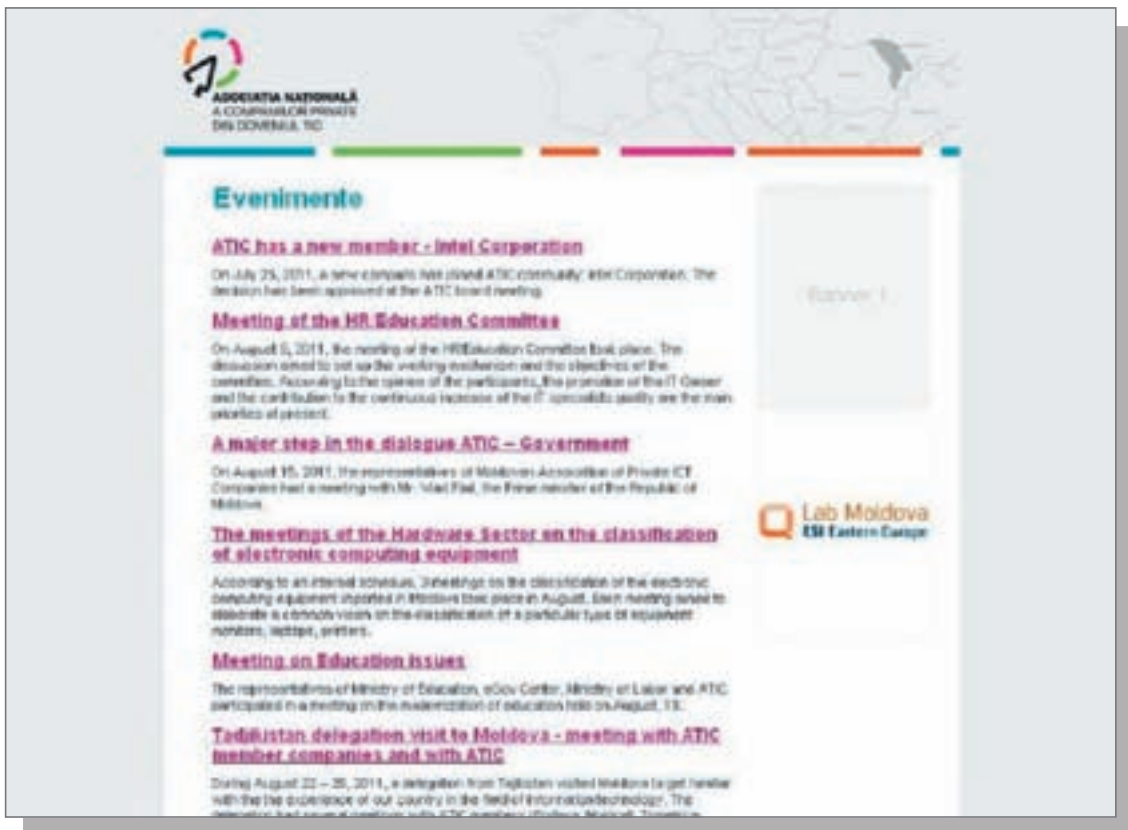 ASOCIAȚIA NAȚIONALĂ
A COMPANIILOR PRIVATE
DIN DOMENIUL TIC
Evenimente
ATIC has a new member - Intel Corporation
On July 25, 2011, a new company has joined ATIC community: Intel Corporation. The
decision has been approved at the ATIC board meeting.
Meeting of the HR/Education Committee
On August 5, 2011, the meeting of the HR/Education Committee took place. The
discussion aimed to set up the working mechanism and the objectives of the
committee. According to the opinion of the participants, the promotion of the IT Career
and the contribution to the continuous increase of the IT specialists quality are the main
priorities at present.
A major step in the dialogue ATIC – Government
On August 15, 2011, the representatives of Moldovan Association of Private ICT
Companies had a meeting with Mr. Vlad Filat, the Prime minister of the Republic of
Moldova.
The meetings of the Hardware Sector on the classification
of electronic computing equipment
According to an internal schedule, 3 meetings on the classification of the electronic
computing equipment imported in Moldova took place in August. Each meeting aimed to
elaborate a common vision on the classification of a particular type of equipment
monitors, laptops, printers.
Meeting on Education issues
The representatives of Ministry of Education, eGov Center, Ministry of Labor and ATIC
participated in a meeting on the modernization of education held on August, 19.
Tadjikistan delegation visit to Moldova - meeting with ATIC
member companies and with ATIC
During August 22 – 25, 2011, a delegation from Tajikistan visited Moldova to get familiar
with the the experience of our country in the field of information technology. The
delegation had several meetings with ATIC members
Banner 1
Lab Moldova
ESI Eastern Europe